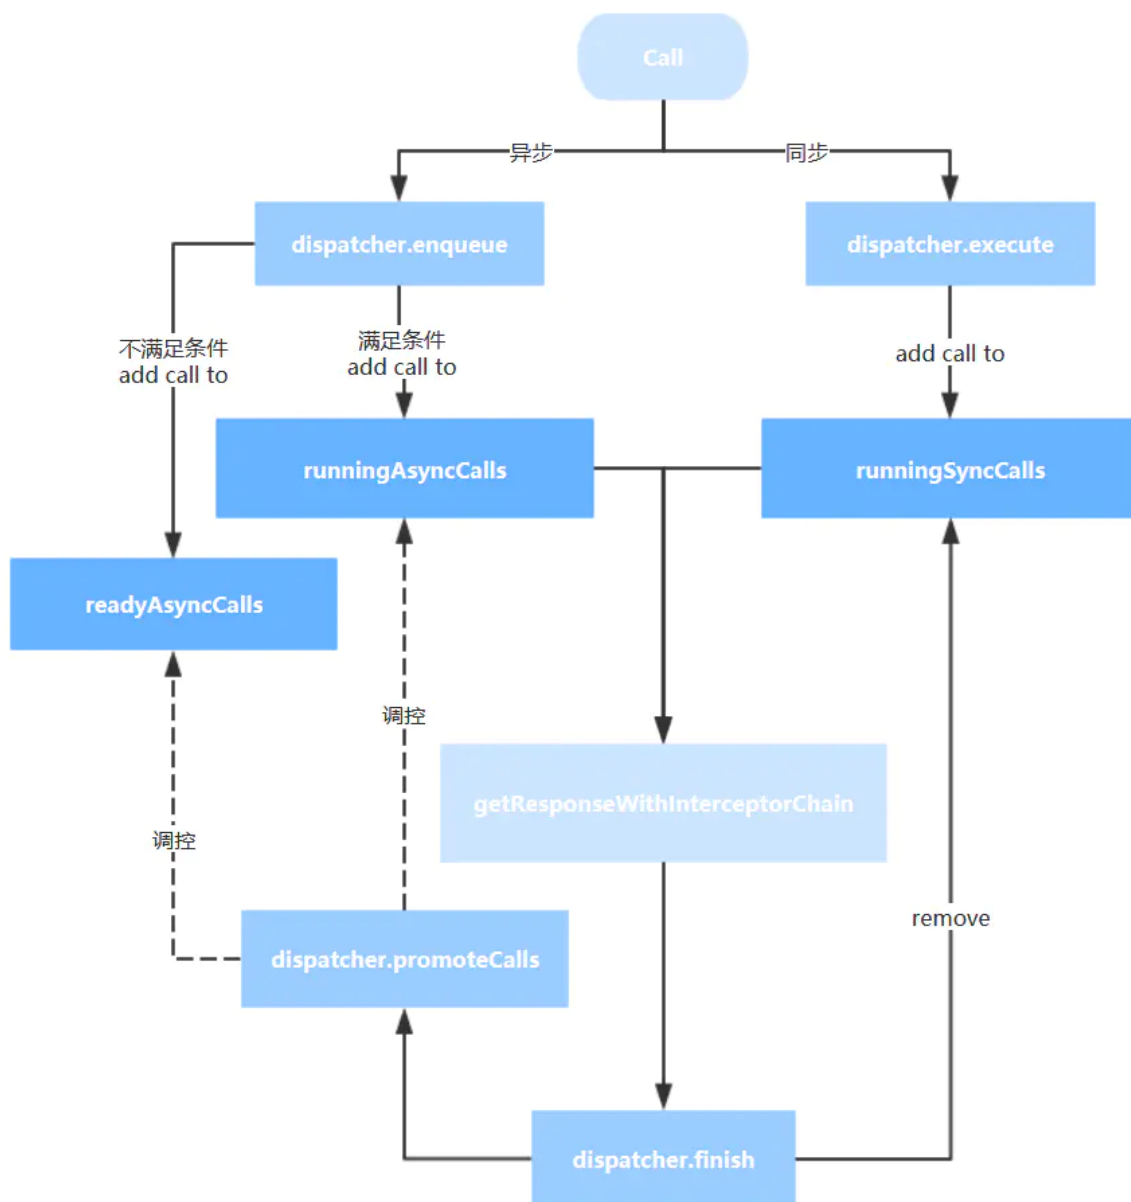 Call
异步
同步
dispatcher.enqueue
dispatcher.execute
不满足条件
add call to
满足条件
add call to
add call to
runningAsyncCalls
runningSyncCalls
readyAsyncCalls
调控
getResponseWithInterceptorChain
调控
remove
dispatcher.promoteCalls
dispatcher.finish